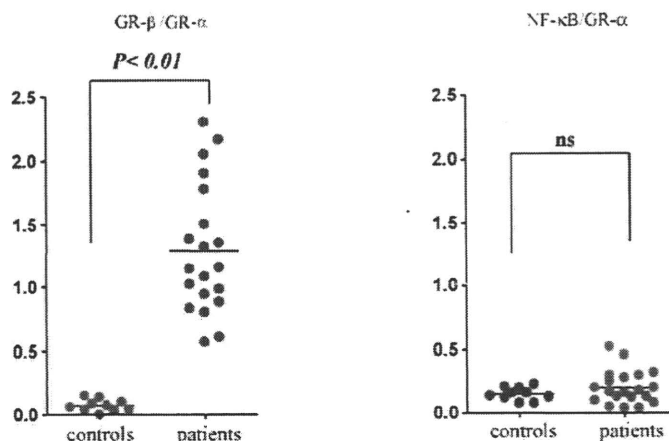 GR-β/GR-α
P< 0.01
2.5
2.0
1.5
1.0
0.5
0.0
controls patients
NF-κB/GR-α
ns
2.5
2.0
1.5
1.0
0.5
0.0
controls patients